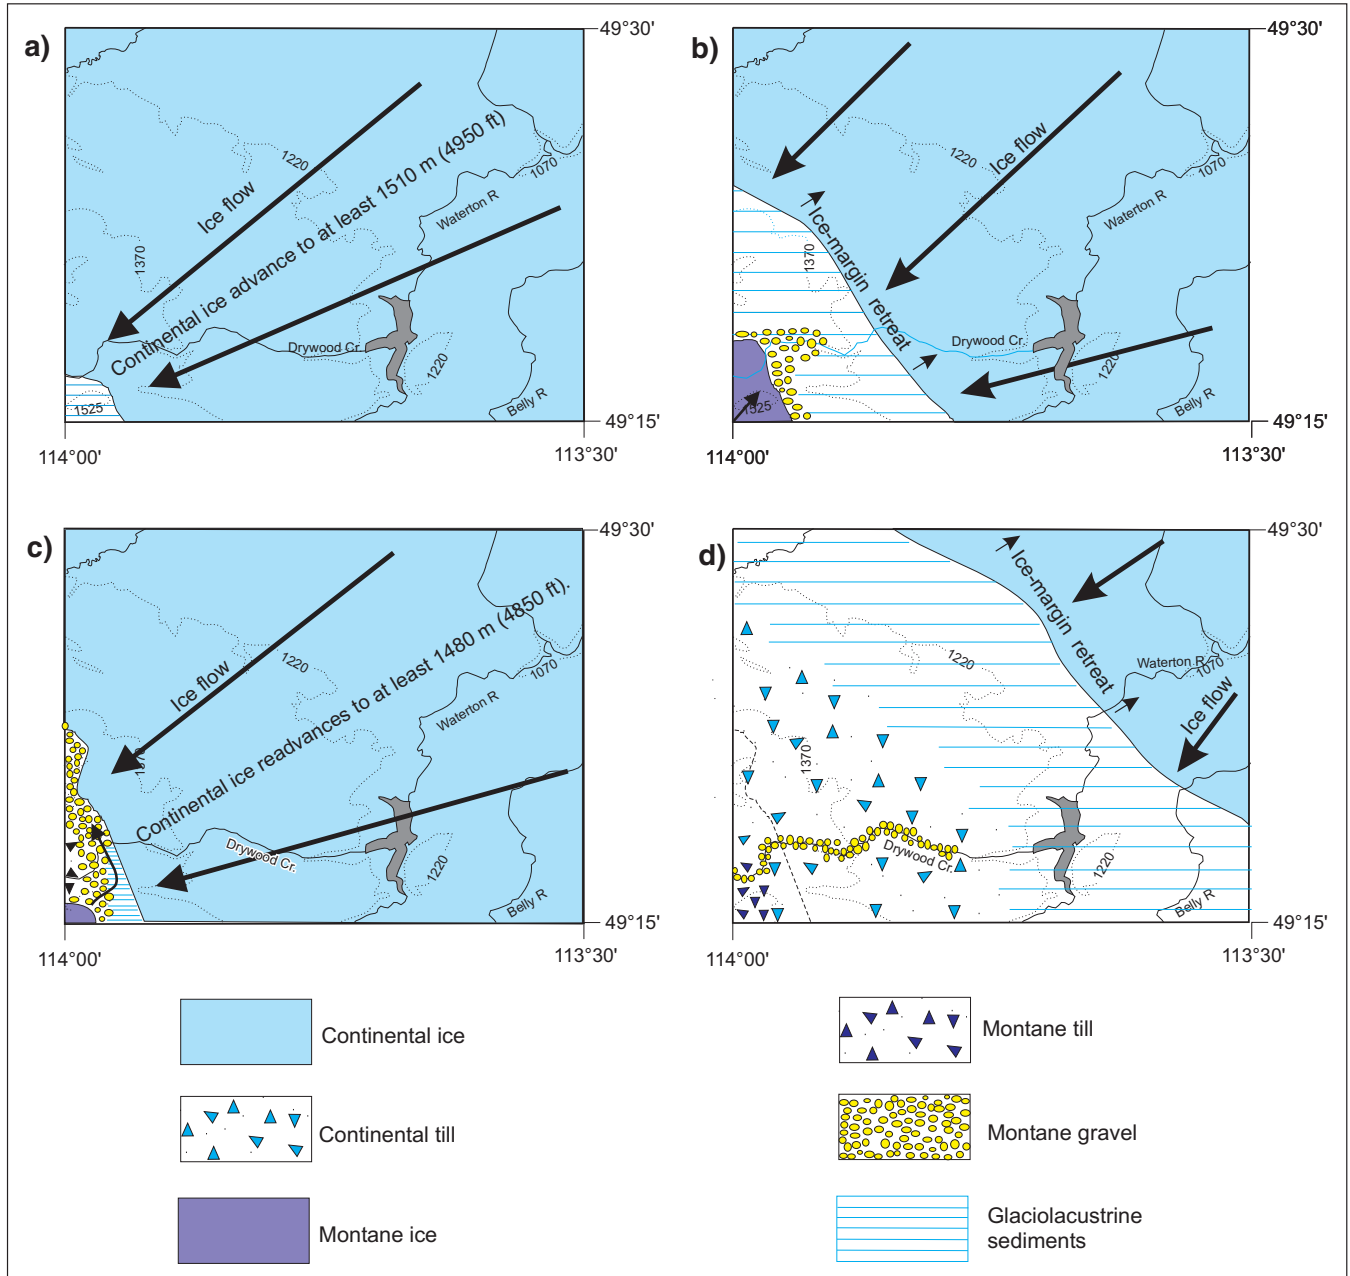 a)
49°30'
1220
Ice flow
Continental ice advance to at least 1510 m (4950 ft)
1070
Waterton R
1370
Drywood Cr.
1220
1525
Belly R
49°15'
114°00'
113°30'
b)
49°30'
1220
Ice flow
1070
Waterton R
Ice-margin retreat
1370
Drywood Cr.
1220
1525
Belly R
49°15'
114°00'
113°30'
c)
49°30'
1220
Ice flow
Continental ice readvances to at least 1480 m (4850 ft).
1070
Waterton R
1370
Drywood Cr.
1220
Belly R
49°15'
114°00'
113°30'
d)
49°30'
Ice-margin retreat
1220
Waterton R
1070
Ice flow
1370
Drywood Cr.
1220
Belly R
49°15'
114°00'
113°30'
Continental ice
Continental till
Montane ice
Montane till
Montane gravel
Glaciolacustrine
sediments